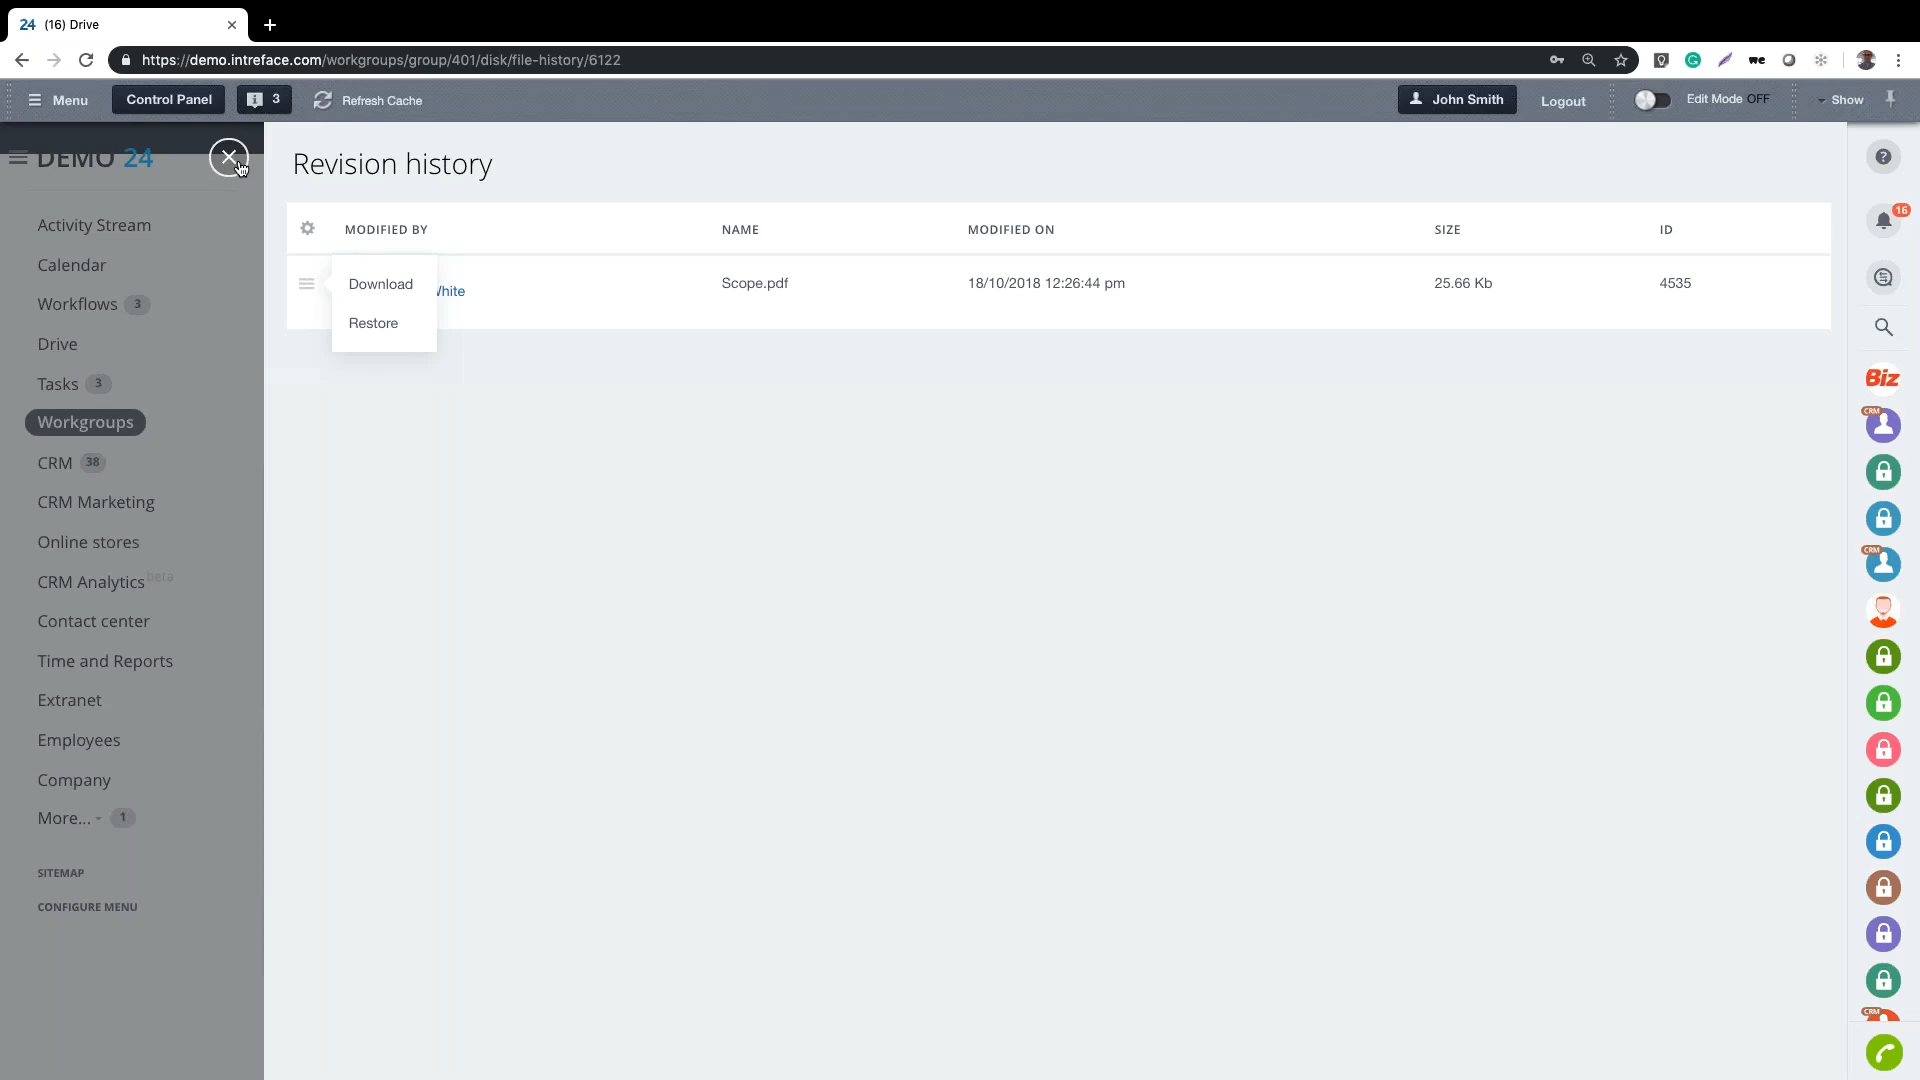 24 (16) Drive
https://demo.intreface.com/workgroups/group/401/disk/file-history/6122
we
Menu Control Panel 3 Refresh Cache John Smith Logout Edit Mode OFF Show
DEMO 24
Revision history
16
MODIFIED BY NAME MODIFIED ON SIZE ID
Download Scope.pdf 18/10/2018 12:26:44 pm 25.66 Kb 4535
Restore
Activity Stream
Calendar
Workflows 3
Drive
Tasks 3
Workgroups
CRM 38
CRM Marketing
Online stores
CRM Analytics beta
Contact center
Time and Reports
Extranet
Employees
Company
More... 1
SITEMAP
CONFIGURE MENU
Biz
CRM
CRM
CRM